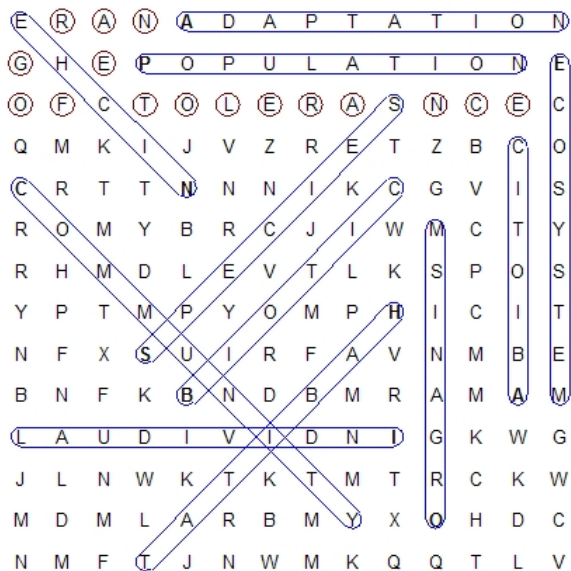 E R A N A D A P T A T I O N
G H E P O P U L A T I O N E
O F C T O L E R A S N C E C
Q M K I J V Z R E T Z B C O
C R T T N N N I K C G V I S
R O M Y B R C J I W M C T Y
R H M D L E V T L K S P O S
Y P T M P Y O M P H I C I T
N F X S U I R F A V N M B E
B N F K B N D B M R A M A M
L A U D I V I D N I G K W G
J L N W K T K T M T R C K W
M D M L A R B M Y X O H D C
N M F T J N W M K Q Q T L V